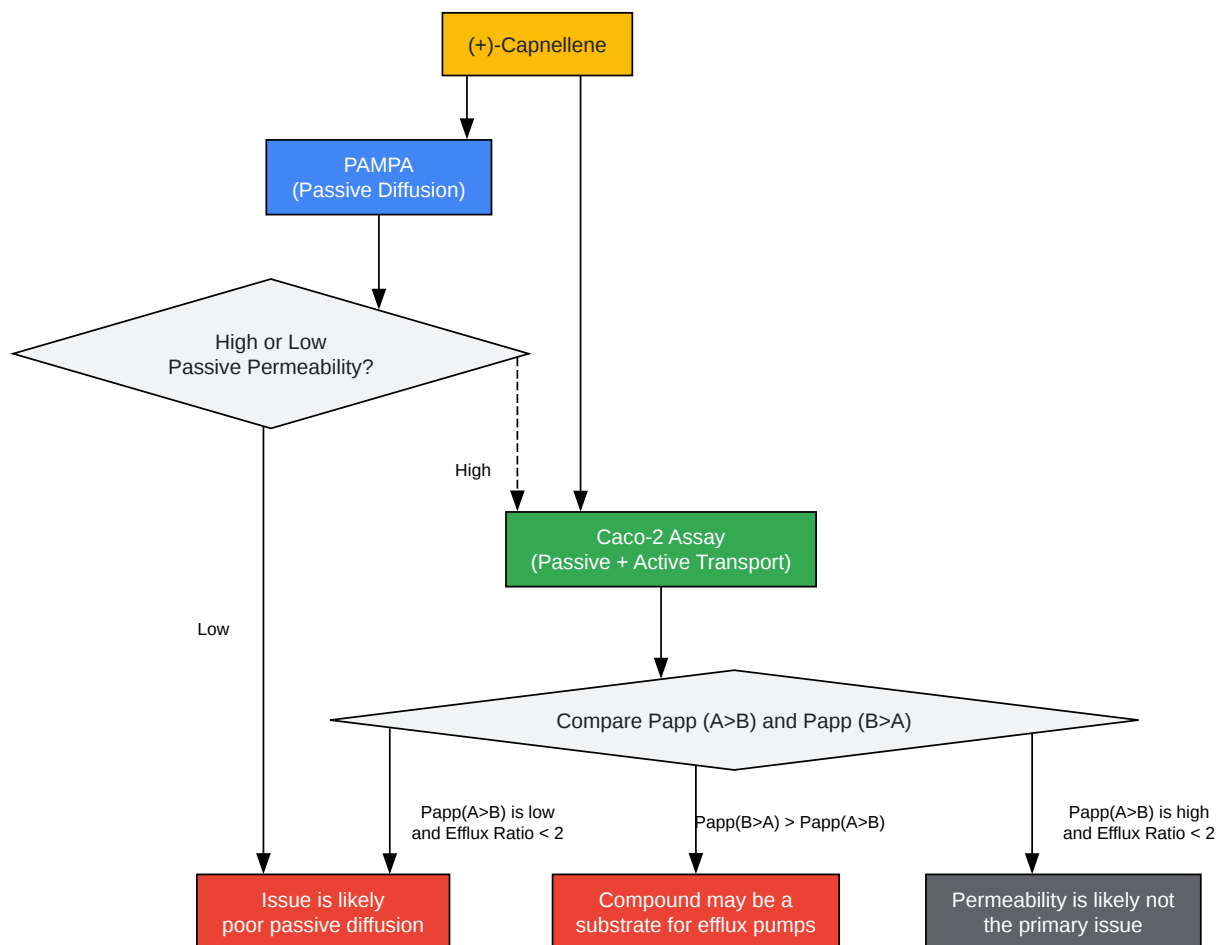 (+)-Capnellene
PAMPA
(Passive Diffusion)
High or Low
Passive Permeability?
High
Caco-2 Assay
(Passive + Active Transport)
Low
Compare Papp (A>B) and Papp (B>A)
Papp(A>B) is low
and Efflux Ratio < 2
Papp(B>A) > Papp(A>B)
Papp(A>B) is high
and Efflux Ratio < 2
Issue is likely
poor passive diffusion
Compound may be a
substrate for efflux pumps
Permeability is likely not
the primary issue